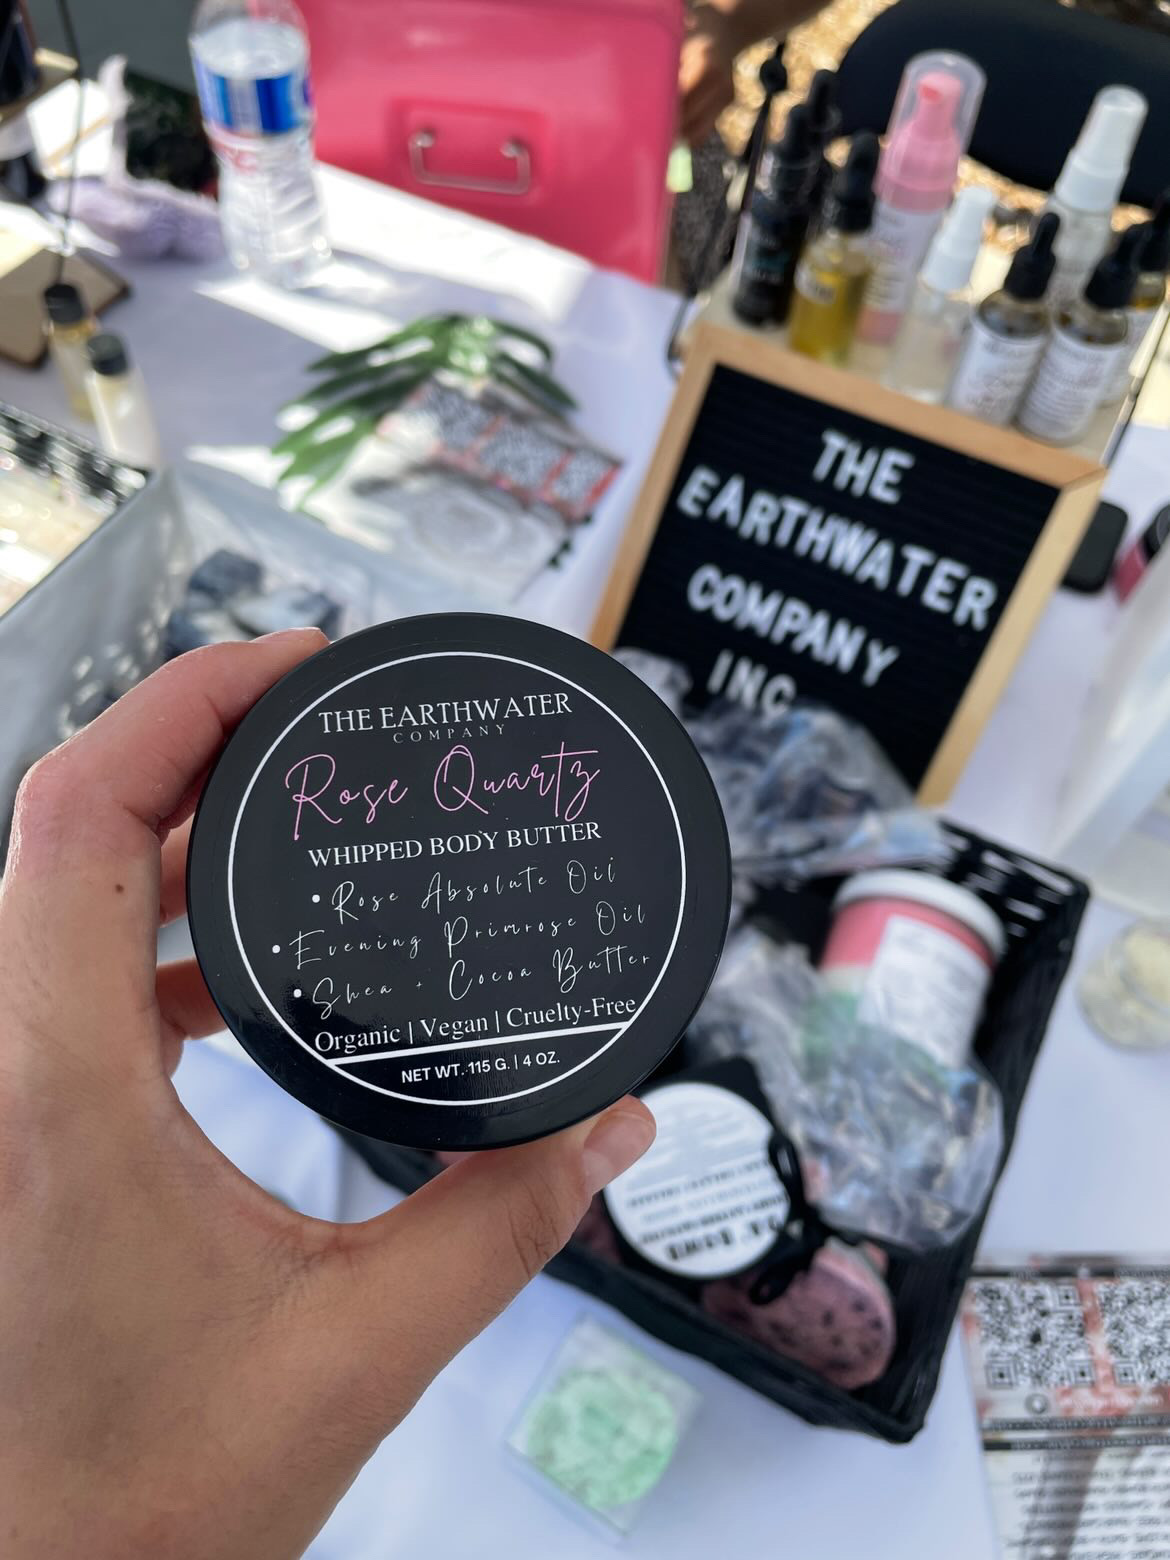 THE EARTHWATER
COMPANY
Rose Quartz
WHIPPED BODY BUTTER
• Rose Absolute Oil
• Evening Primrose Oil
• Shea + Cocoa Butter
Organic | Vegan | Cruelty-Free
NET WT. 115 G. | 4 OZ.
THE
EARTHWATER
COMPANY
INC